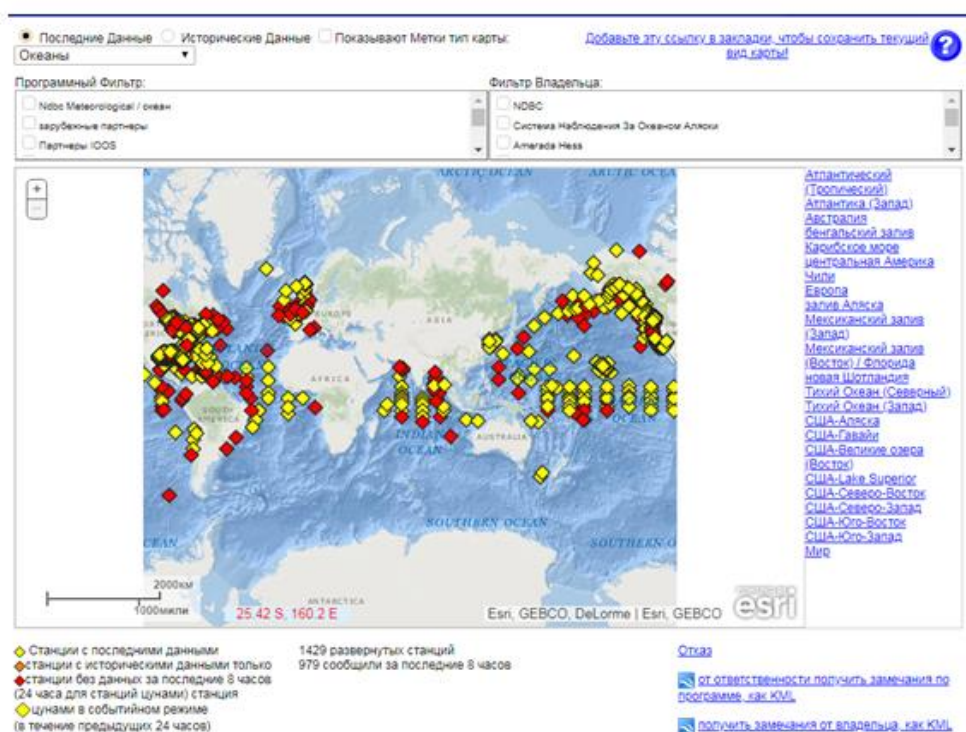 Последние Данные Исторические Данные Показывают Метки тип карты:
Океаны
Добавьте эту ссылку в закладки, чтобы сохранить текущий
вид карты!
?
Программный Фильтр:
Ndbc Meteorological / океан
зарубежные партнеры
Партнеры IOOS
Фильтр Владельца:
NDBC
Система Наблюдения За Океаном Аляски
Amerada Hess
+
−
ARCTIC OCEAN
ARCTIC OCEA
EUROPE
ASIA
AFRICA
SOUTH
AMERICA
INDIAN
OCEAN
AUSTRALIA
OCEAN
SOUTHERN OCEAN
SOUTHERN O
CEAN
ANTARCTICA
2000км
1000мили
25.42 S, 160.2 E
Esri, GEBCO, DeLorme | Esri, GEBCO
esri
Атлантический
(Тропический)
Атлантика (Запад)
Австралия
бенгальский залив
Карибское море
центральная Америка
Чили
Европа
залив Аляска
Мексиканский залив
(Запад)
Мексиканский залив
(Восток) / Флорида
новая Шотландия
Тихий Океан (Северный)
Тихий Океан (Запад)
США-Аляска
США-Гавайи
США-Великие озера
(Восток)
США-Lake Superior
США-Северо-Восток
США-Северо-Запад
США-Юго-Восток
США-Юго-Запад
Мир
Станции с последними данными
станции с историческими данными только
станции без данных за последние 8 часов
(24 часа для станций цунами) станция
цунами в событийном режиме
(в течение предыдущих 24 часов)
1429 развернутых станций
979 сообщили за последние 8 часов
Отказ
от ответственности получить замечания по
программе, как KML
получить замечания от владельца, как KML